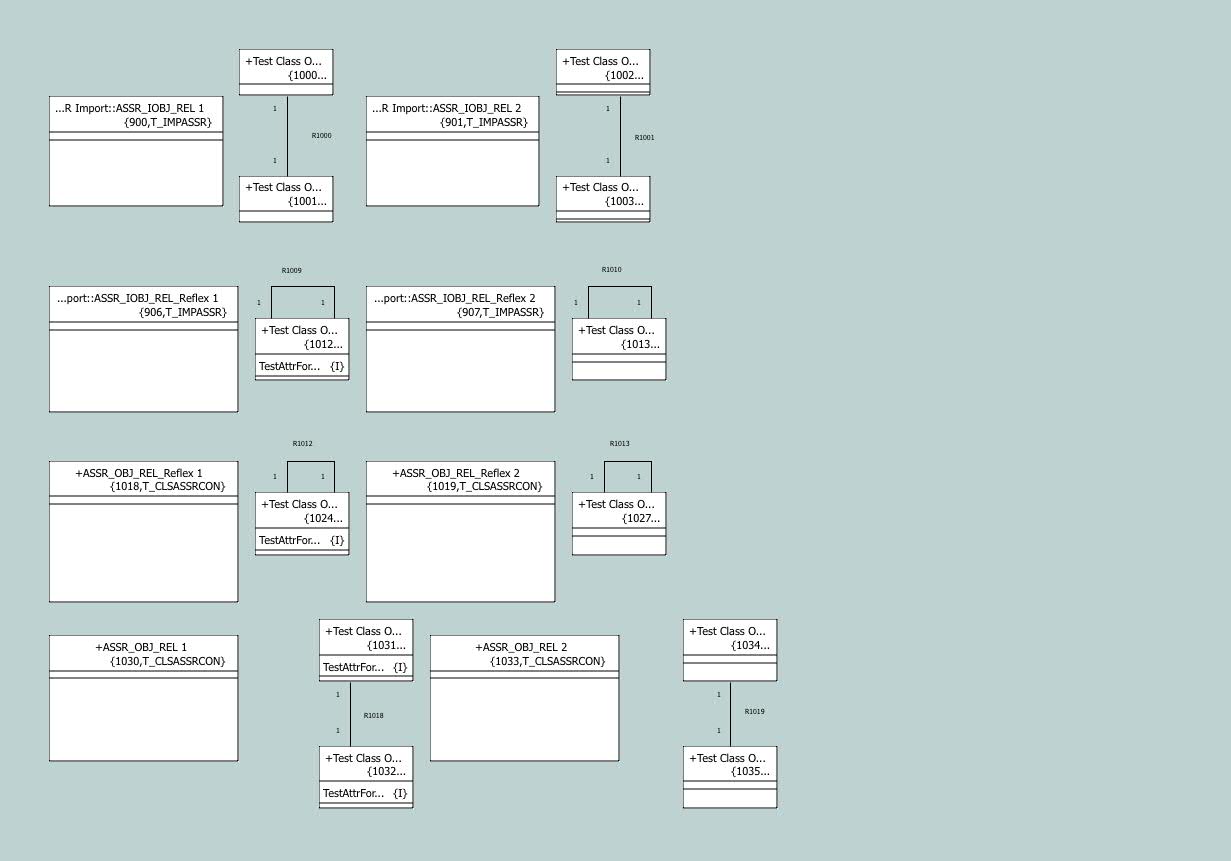 +Test Class O...
{1000...
+Test Class O...
{1002...
...R Import::ASSR_IOBJ_REL 1
{900,T_IMPASSR}
1
R1000
1
...R Import::ASSR_IOBJ_REL 2
{901,T_IMPASSR}
1
R1001
1
+Test Class O...
{1001...
+Test Class O...
{1003...
R1009
R1010
...port::ASSR_IOBJ_REL_Reflex 1
{906,T_IMPASSR}
1
1
...port::ASSR_IOBJ_REL_Reflex 2
{907,T_IMPASSR}
1
1
+Test Class O...
{1012...
TestAttrFor... {I}
+Test Class O...
{1013...
R1012
R1013
+ASSR_OBJ_REL_Reflex 1
{1018,T_CLSASSRCON}
1
1
+ASSR_OBJ_REL_Reflex 2
{1019,T_CLSASSRCON}
1
1
+Test Class O...
{1024...
TestAttrFor... {I}
+Test Class O...
{1027...
+ASSR_OBJ_REL 1
{1030,T_CLSASSRCON}
+Test Class O...
{1031...
TestAttrFor... {I}
+ASSR_OBJ_REL 2
{1033,T_CLSASSRCON}
+Test Class O...
{1034...
1
R1018
1
1
R1019
1
+Test Class O...
{1032...
TestAttrFor... {I}
+Test Class O...
{1035...